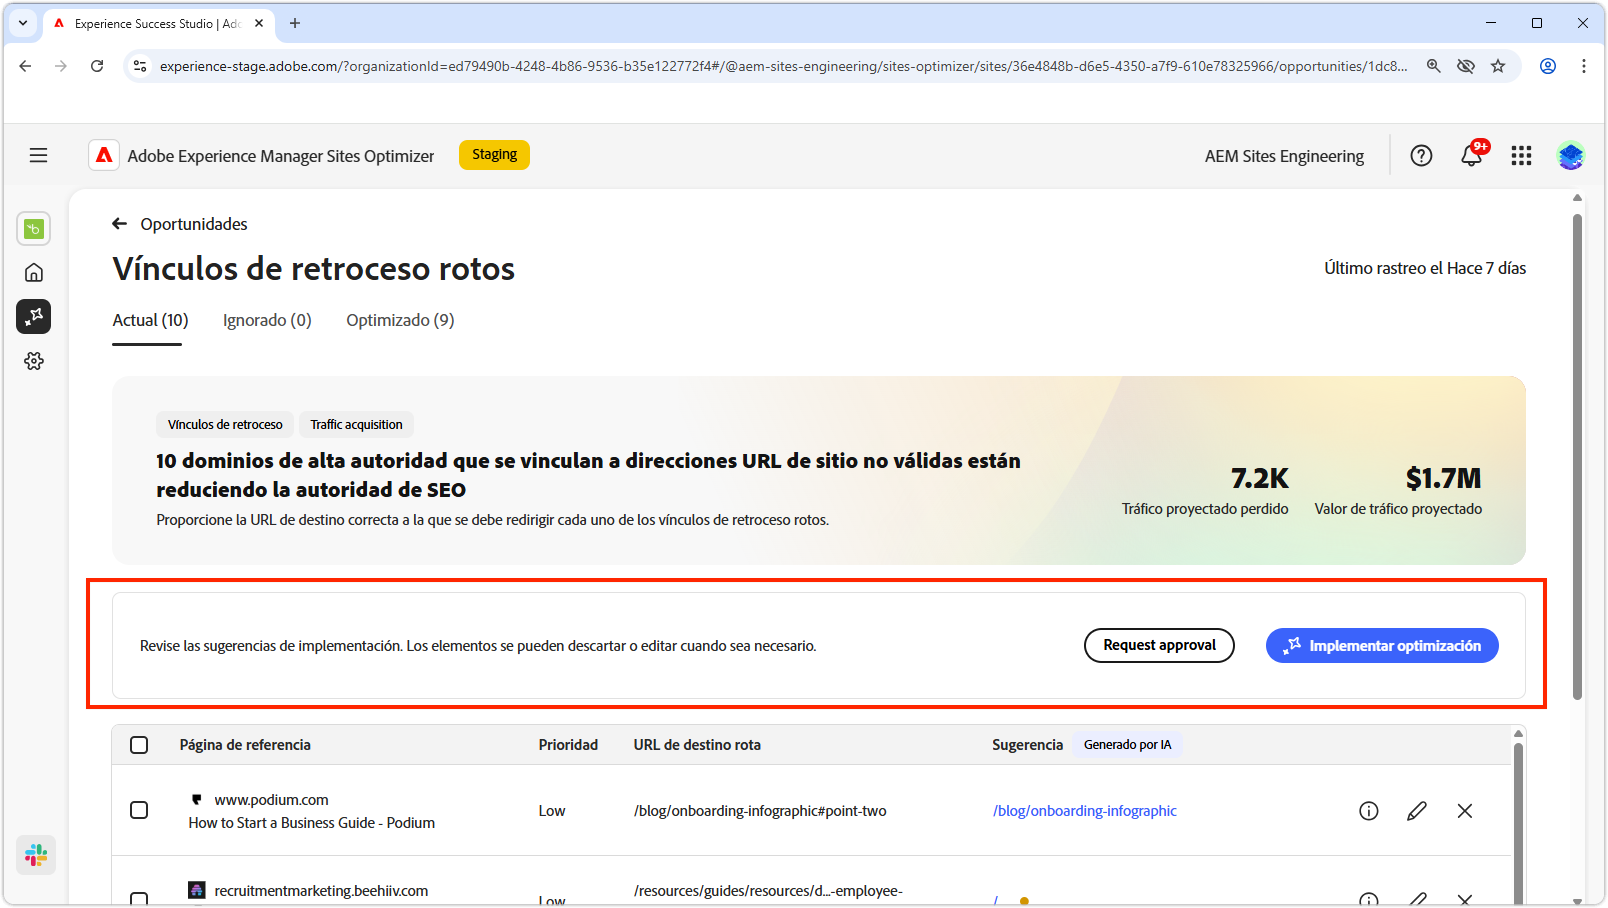 Experience Success Studio | Ado
experience-stage.adobe.com/?organizationId=ed79490b-4248-4b86-9536-b35e122772f4#/@aem-sites-engineering/sites-optimizer/sites/36e4848b-d6e5-4350-a7f9-610e78325966/opportunities/1dc8...
Adobe Experience Manager Sites Optimizer
Staging
AEM Sites Engineering
9+
Oportunidades
Vínculos de retroceso rotos
Último rastreo el Hace 7 días
Actual (10)
Ignorado (0)
Optimizado (9)
Vínculos de retroceso
Traffic acquisition
10 dominios de alta autoridad que se vinculan a direcciones URL de sitio no válidas están
reduciendo la autoridad de SEO
Proporcione la URL de destino correcta a la que se debe redirigir cada uno de los vínculos de retroceso rotos.
7.2K
Tráfico proyectado perdido
$1.7M
Valor de tráfico proyectado
Revise las sugerencias de implementación. Los elementos se pueden descartar o editar cuando sea necesario.
Request approval
Implementar optimización
Página de referencia
Prioridad
URL de destino rota
Sugerencia
Generado por IA
www.podium.com
How to Start a Business Guide - Podium
Low
/blog/onboarding-infographic#point-two
/blog/onboarding-infographic
recruitmentmarketing.beehiiv.com
Low
/resources/guides/resources/d...-employee-
/